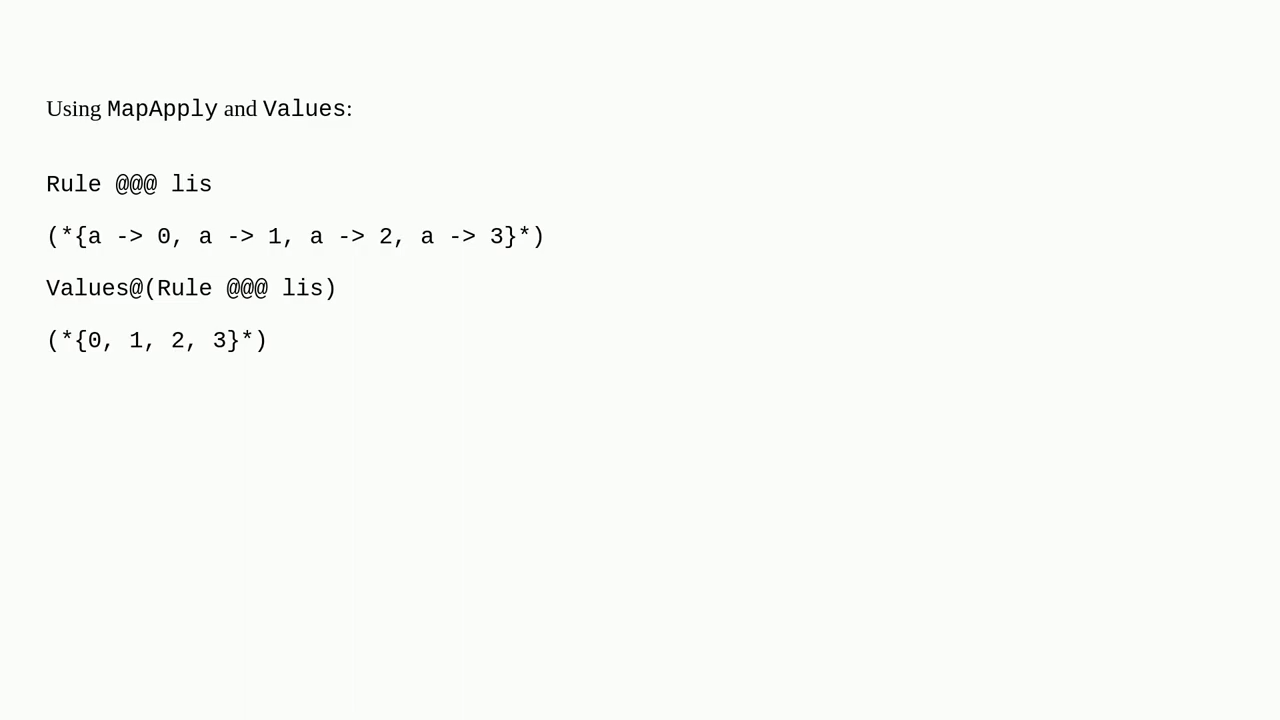 Using MapApply and Values:
Rule @@@ lis
(*{a -> 0, a -> 1, a -> 2, a -> 3}*)
Values@(Rule @@@ lis)
(*{0, 1, 2, 3}*)